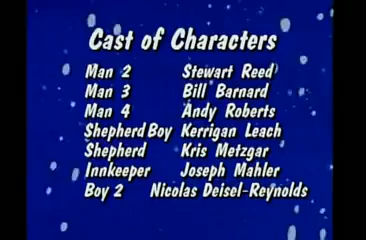 Cast of Characters
Man 2 Stewart Reed
Man 3 Bill Barnard
Man 4 Andy Roberts
Shepherd Boy Kerrigan Leach
Shepherd Kris Metzgar
Innkeeper Joseph Mahler
Boy 2 Nicolas Deisel-Reynolds